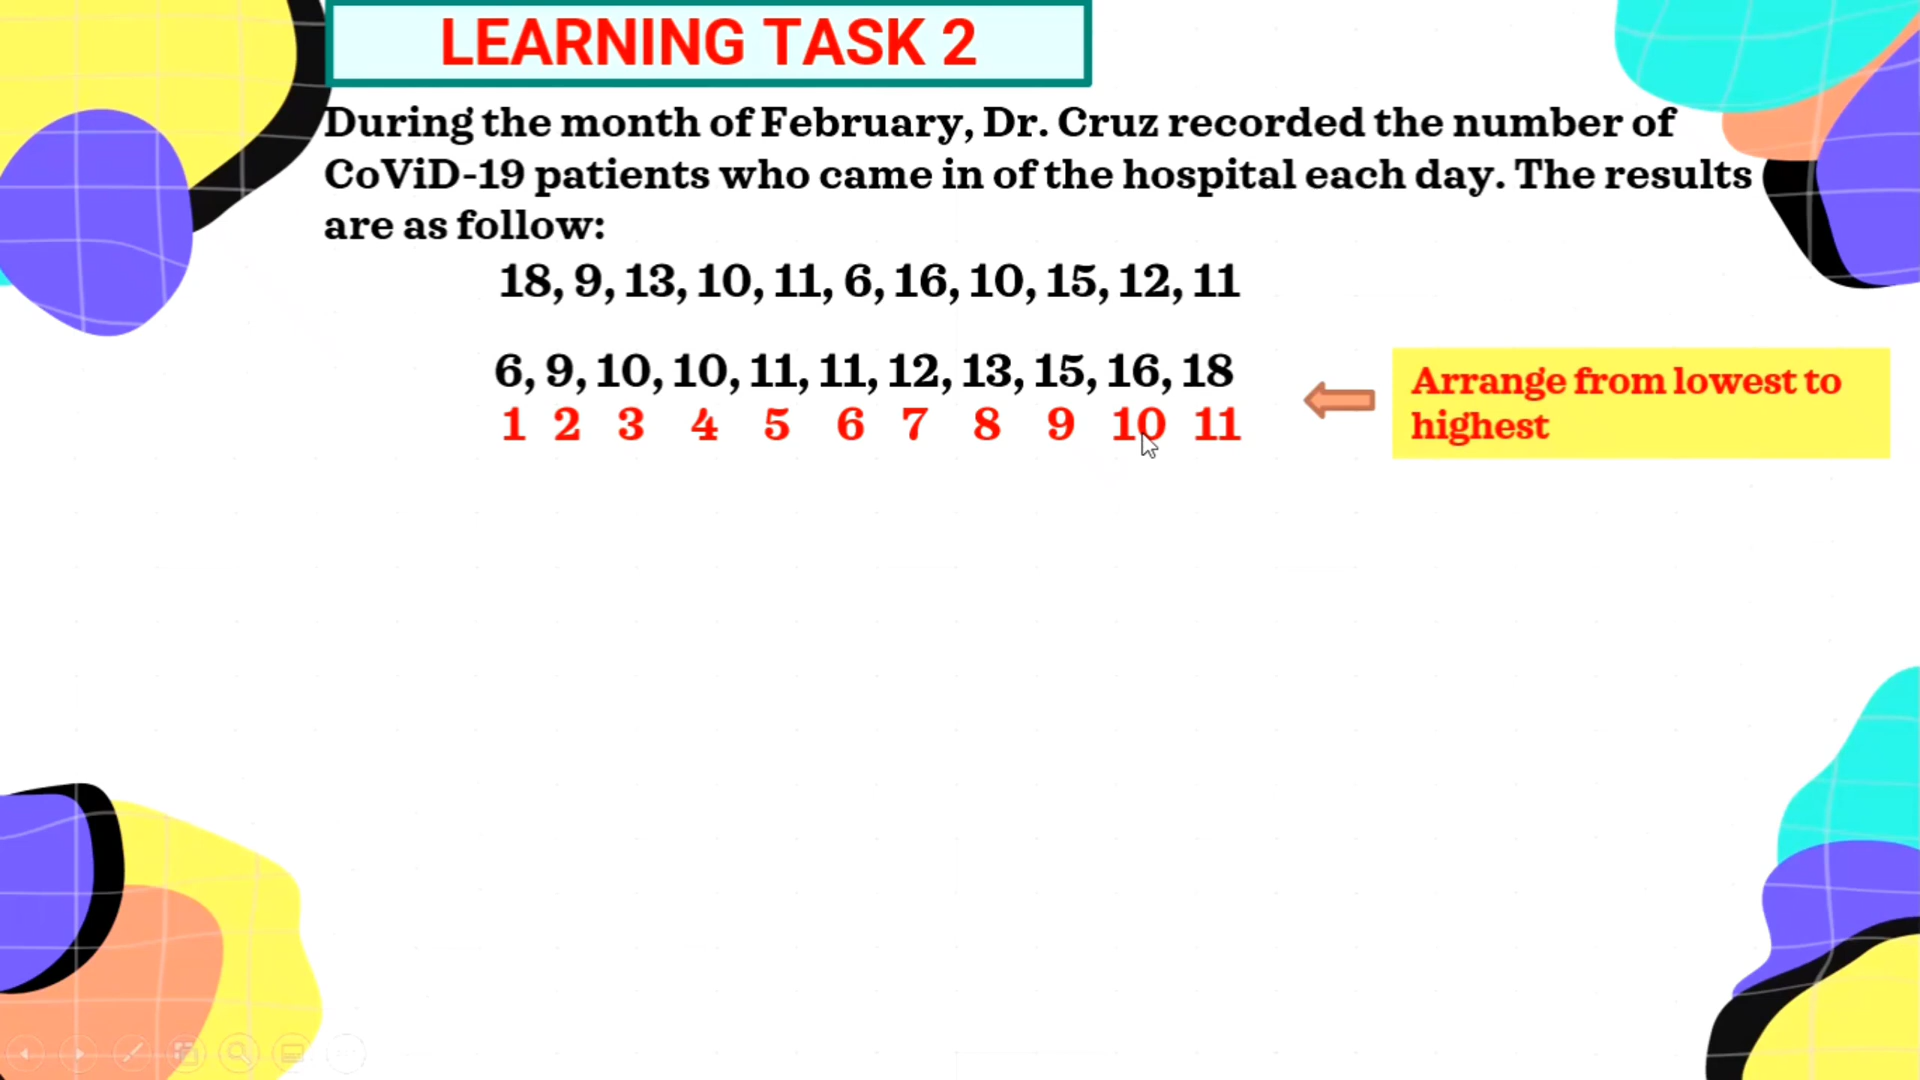 LEARNING TASK 2
During the month of February, Dr. Cruz recorded the number of
CoViD-19 patients who came in of the hospital each day. The results
are as follow:
18, 9, 13, 10, 11, 6, 16, 10, 15, 12, 11
6, 9, 10, 10, 11, 11, 12, 13, 15, 16, 18
1 2 3 4 5 6 7 8 9 10 11
Arrange from lowest to
highest